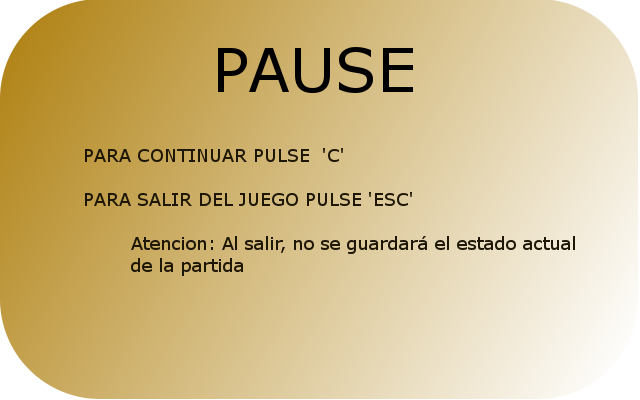 PAUSE
PARA CONTINUAR PULSE 'C'
PARA SALIR DEL JUEGO PULSE 'ESC'
Atencion: Al salir, no se guardará el estado actual
de la partida